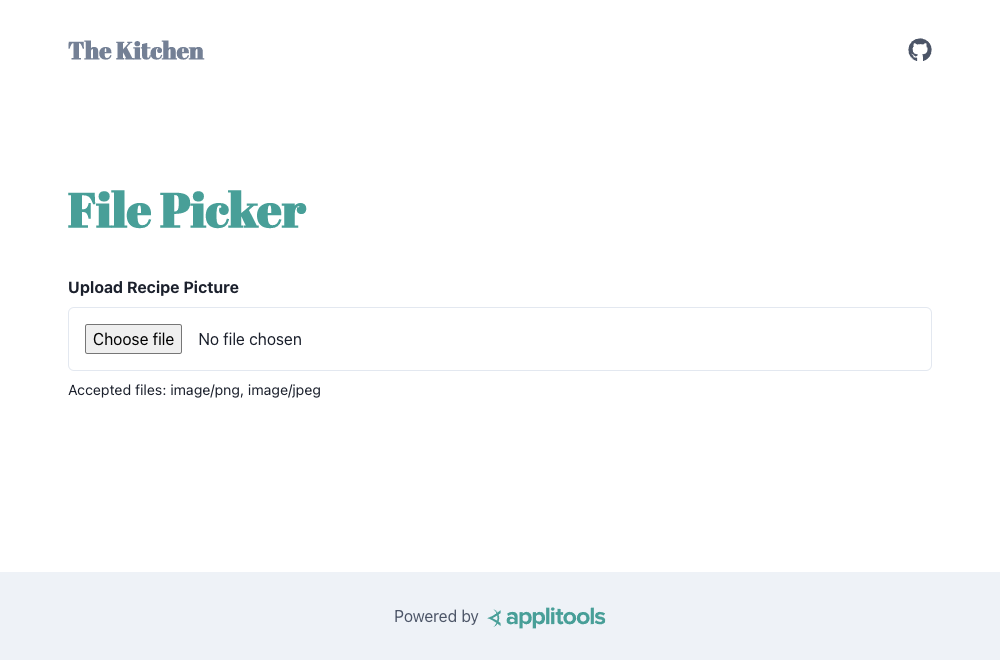 The Kitchen
File Picker
Upload Recipe Picture
Choose file No file chosen
Accepted files: image/png, image/jpeg
Powered by applitools